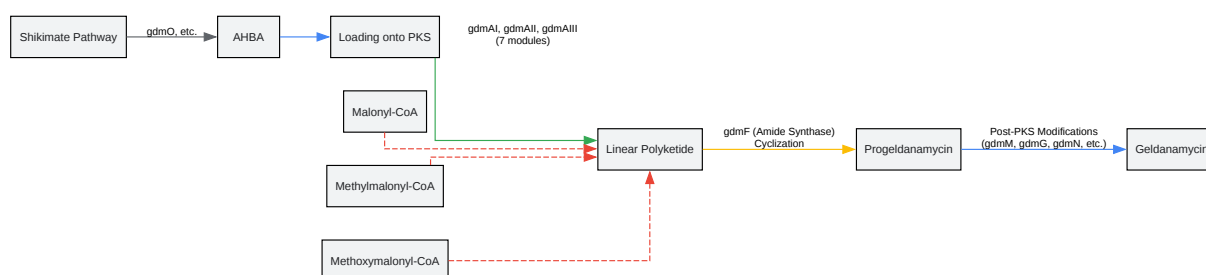 Shikimate Pathway
gdmO, etc.
AHBA
Loading onto PKS
gdmAI, gdmAII, gdmAIII
(7 modules)
Malonyl-CoA
Methylmalonyl-CoA
Methoxymalonyl-CoA
Linear Polyketide
gdmF (Amide Synthase)
Cyclization
Progeldanamycin
Post-PKS Modifications
(gdmM, gdmG, gdmN, etc.)
Geldanamycin